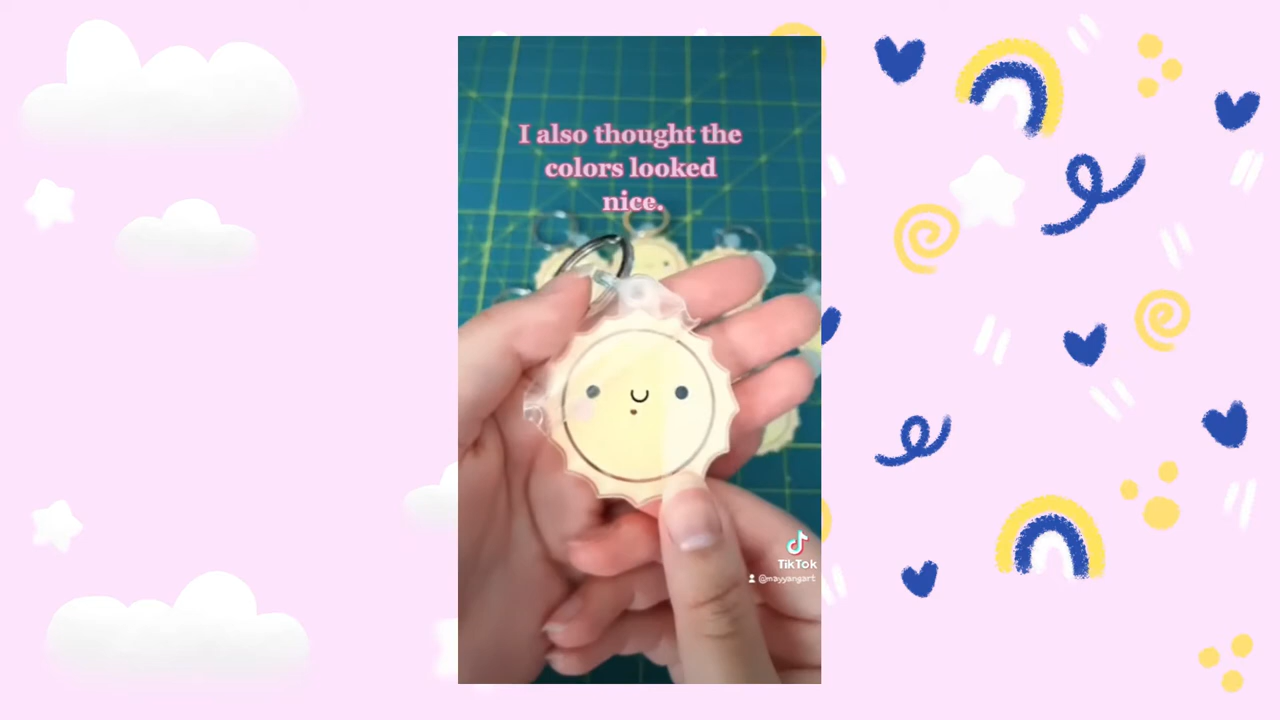 I also thought the
colors looked
nice.
TikTok
@mayyangart